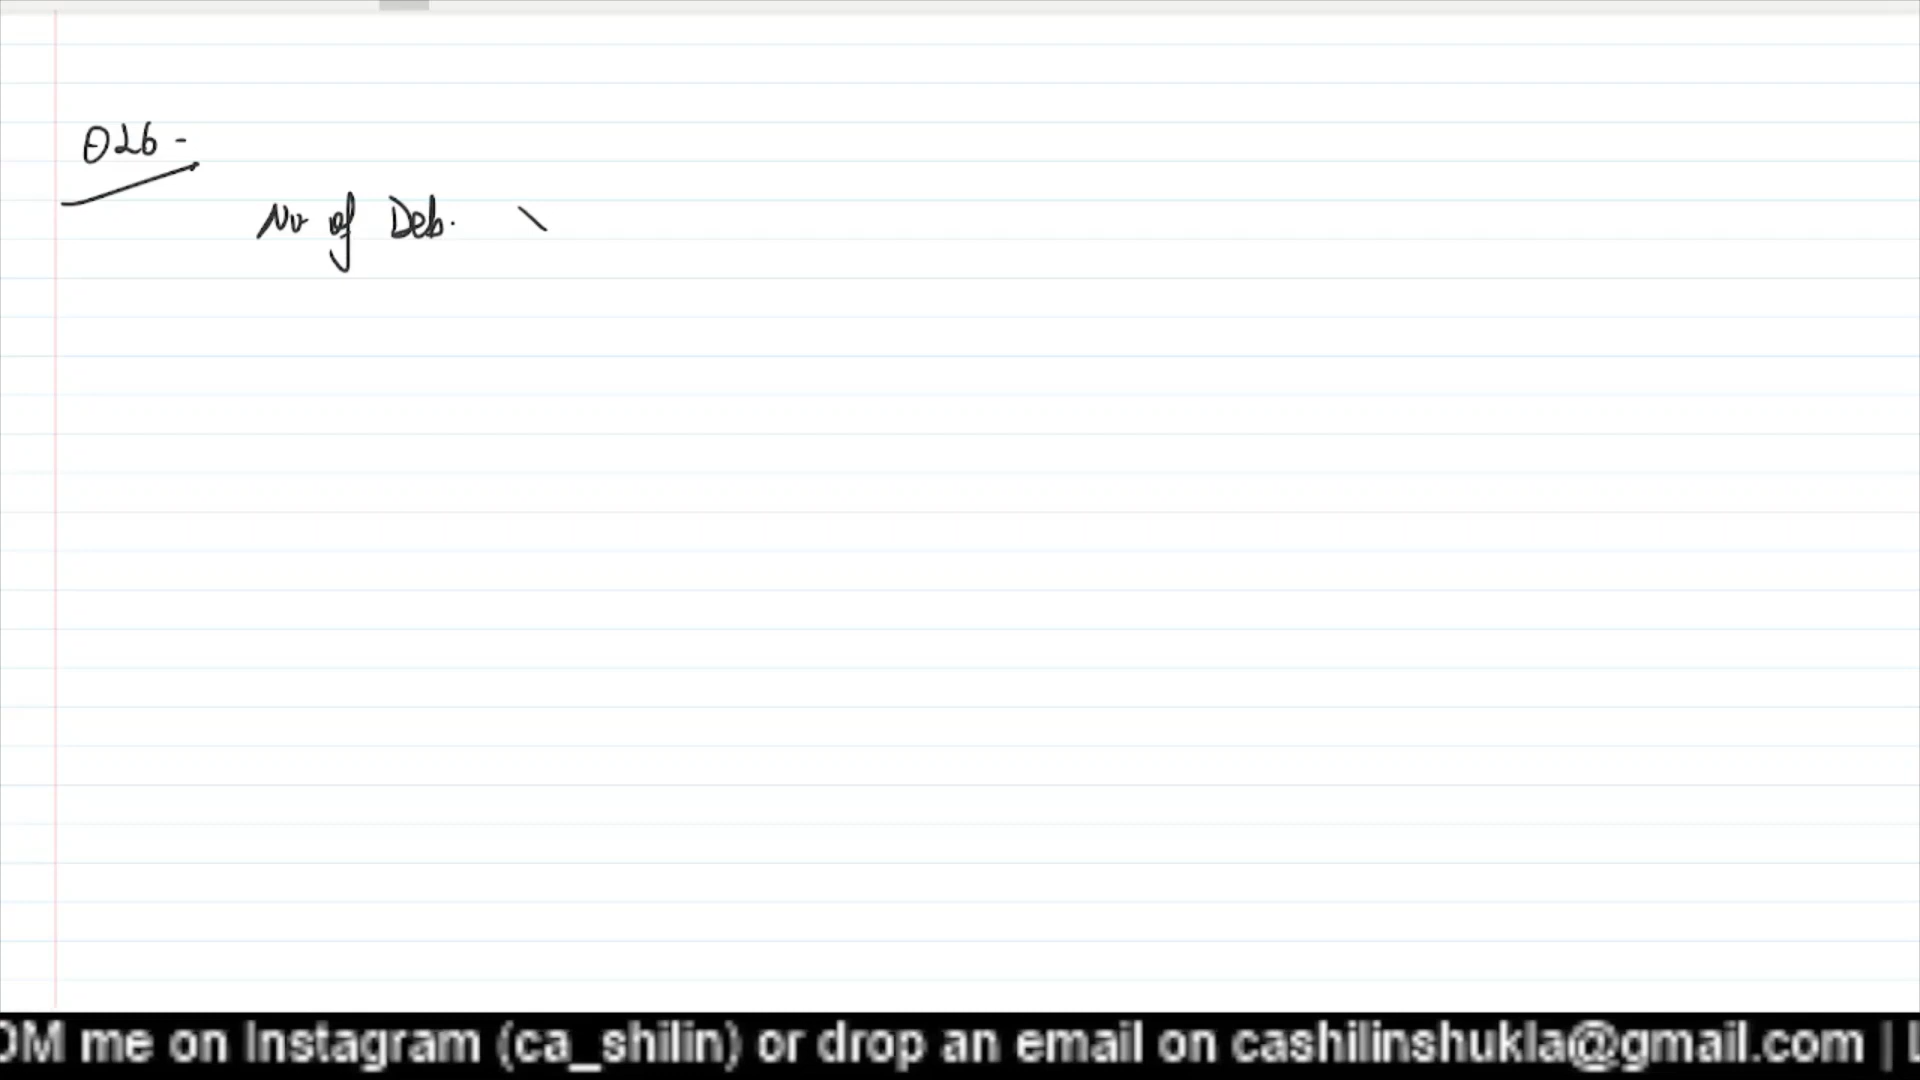 Q26 -
No of Deb. \
DM me on Instagram (ca_shilin) or drop an email on cashilinshukla@gmail.com | L